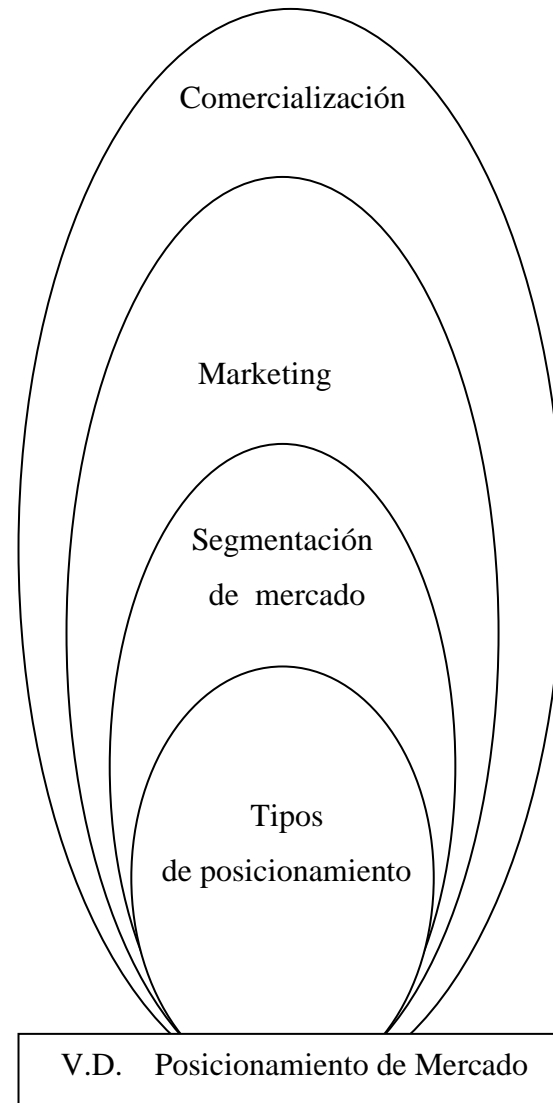 Comercialización
Marketing
Segmentación
de mercado
Tipos
de posicionamiento
V.D. Posicionamiento de Mercado